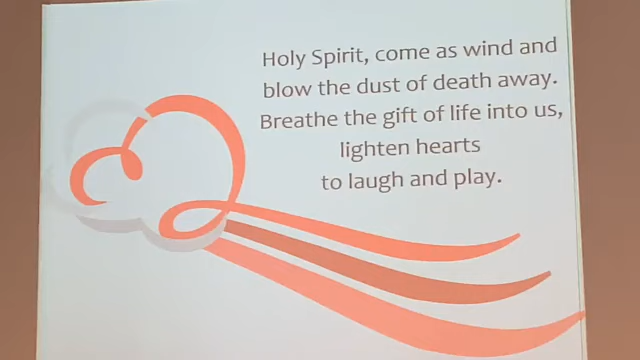 Holy Spirit, come as wind and
blow the dust of death away.
Breathe the gift of life into us,
lighten hearts
to laugh and play.